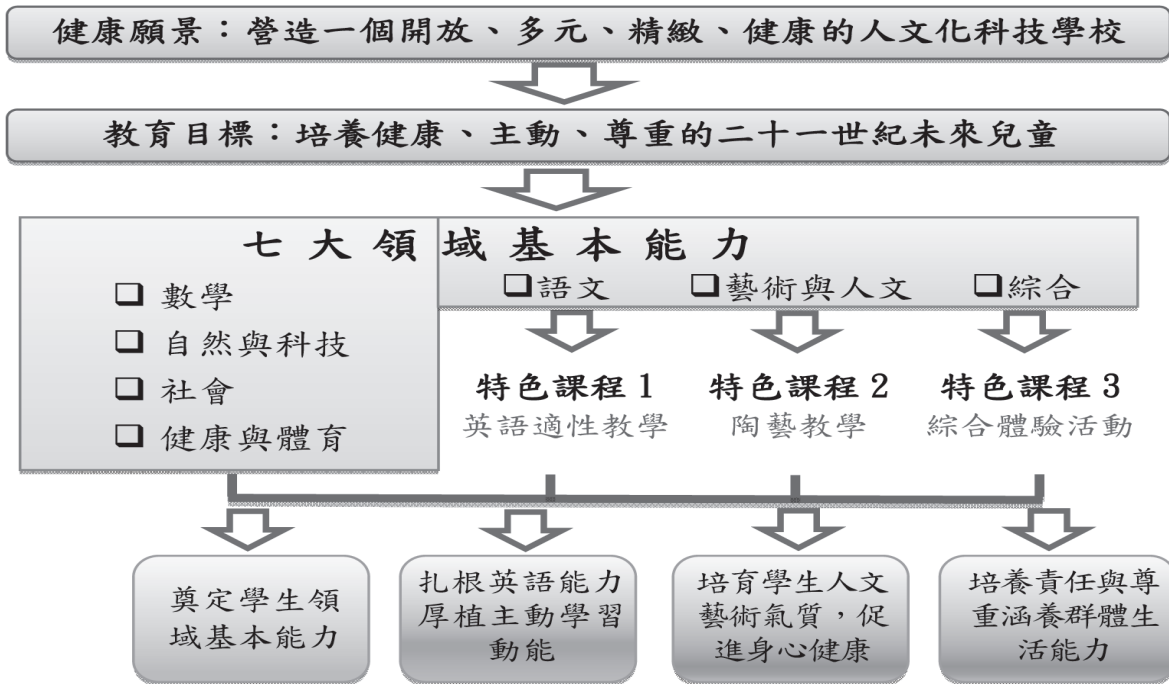 健康願景：營造一個開放、多元、精緻、健康的人文化科技學校
教育目標：培養健康、主動、尊重的二十一世紀未來兒童
七大領域基本能力
❑ 數學
❑ 自然與科技
❑ 社會
❑ 健康與體育
❑語文
❑藝術與人文
❑綜合
特色課程 1
英語適性教學
特色課程 2
陶藝教學
特色課程 3
綜合體驗活動
奠定學生領
域基本能力
扎根英語能力
厚植主動學習
動能
培育學生人文
藝術氣質，促
進身心健康
培養責任與尊
重涵養群體生
活能力